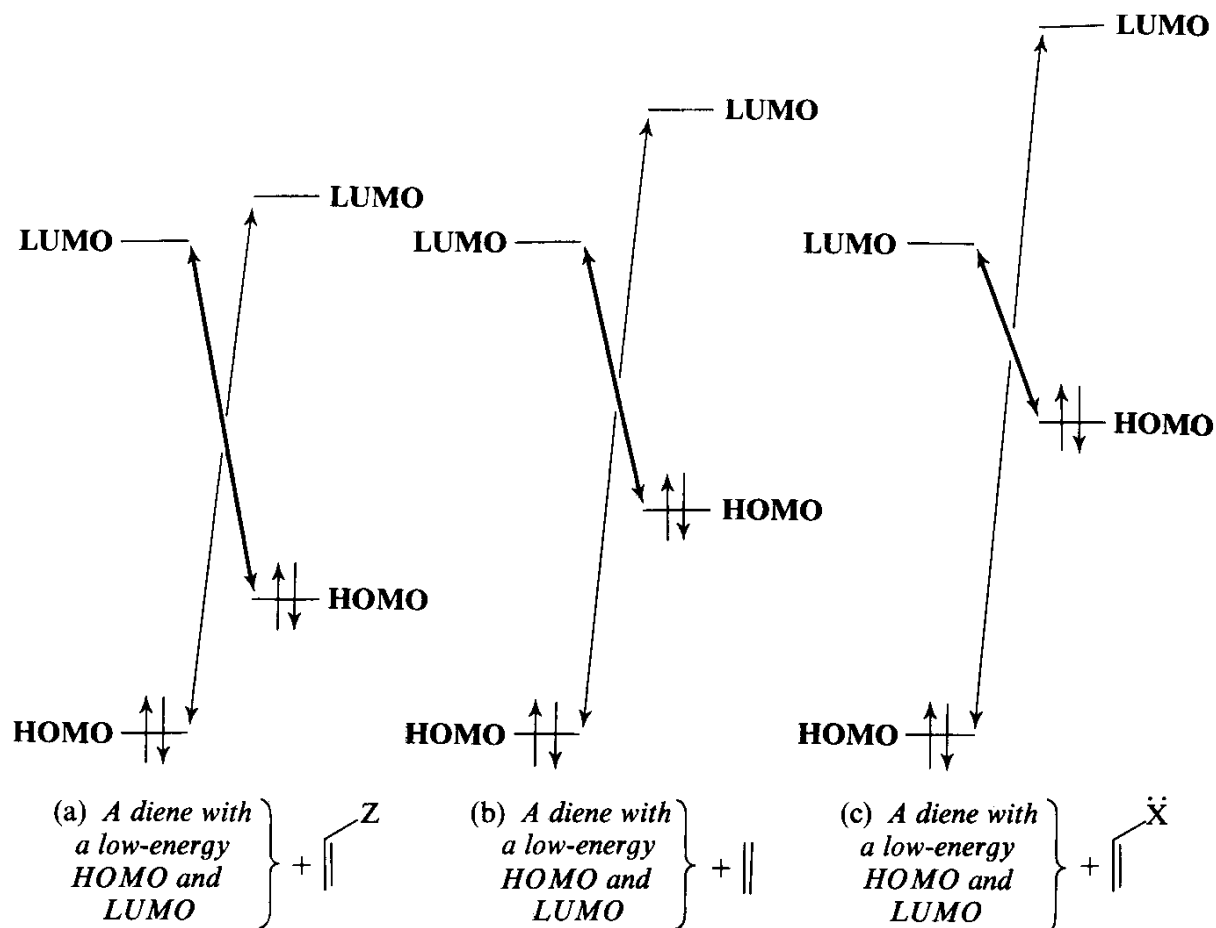 LUMO
LUMO
HOMO
HOMO
(a) A diene with
a low-energy
HOMO and
LUMO
+
Z
LUMO
LUMO
HOMO
HOMO
(b) A diene with
a low-energy
HOMO and
LUMO
+
LUMO
LUMO
HOMO
HOMO
(c) A diene with
a low-energy
HOMO and
LUMO
+
Ẍ